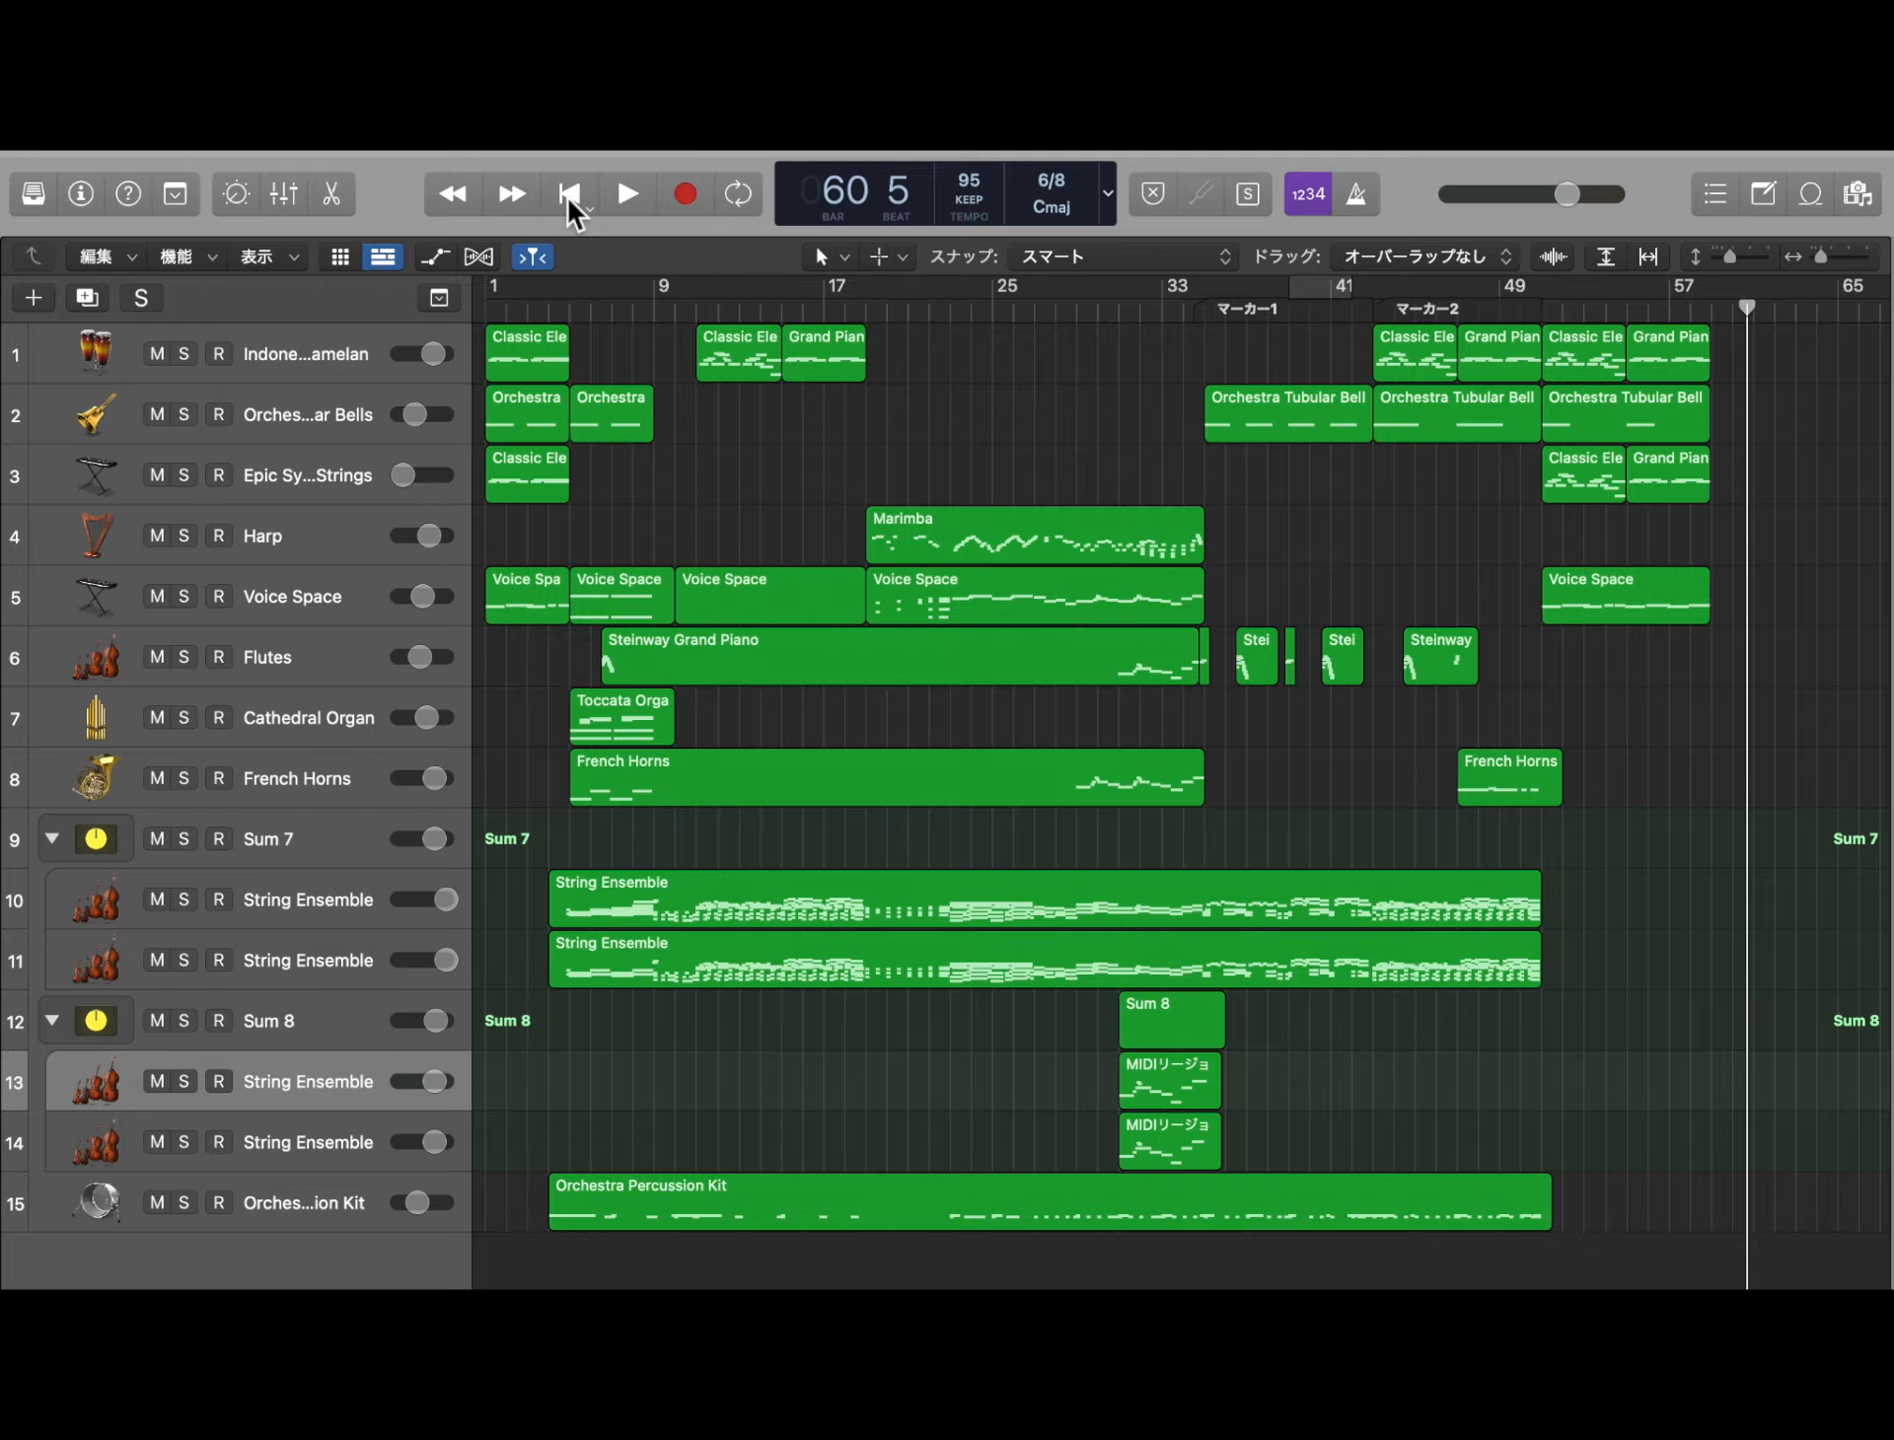 60 5 95 6/8
KEEP Cmaj
BAR BEAT TEMPO
S 1234
編集 機能 表示 スナップ: スマート ドラッグ: オーバーラップなし
S 1 9 17 25 33 41 49 57 65
マーカー1 マーカー2
1 M S R Indone...amelan Classic Ele Classic Ele Grand Pian Classic Ele Grand Pian Classic Ele Grand Pian
2 M S R Orches...ar Bells Orchestra Orchestra Orchestra Tubular Bell Orchestra Tubular Bell Orchestra Tubular Bell
3 M S R Epic Sy...Strings Classic Ele Classic Ele Grand Pian
4 M S R Harp Marimba
5 M S R Voice Space Voice Spa Voice Space Voice Space Voice Space Voice Space
6 M S R Flutes Steinway Grand Piano Stei Stei Steinway
7 M S R Cathedral Organ Toccata Orga
8 M S R French Horns French Horns French Horns
9 M S R Sum 7 Sum 7 Sum 7
10 M S R String Ensemble String Ensemble
11 M S R String Ensemble String Ensemble
12 M S R Sum 8 Sum 8 Sum 8 Sum 8
13 M S R String Ensemble MIDIリージョ
14 M S R String Ensemble MIDIリージョ
15 M S R Orches...ion Kit Orchestra Percussion Kit